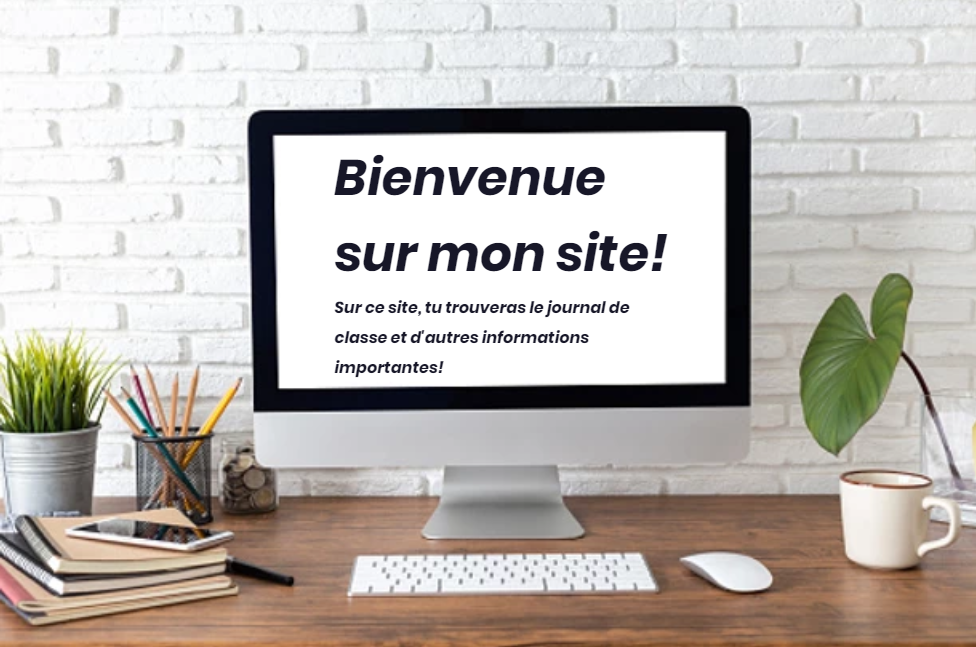 Bienvenue
sur mon site!
Sur ce site, tu trouveras le journal de
classe et d'autres informations
importantes!